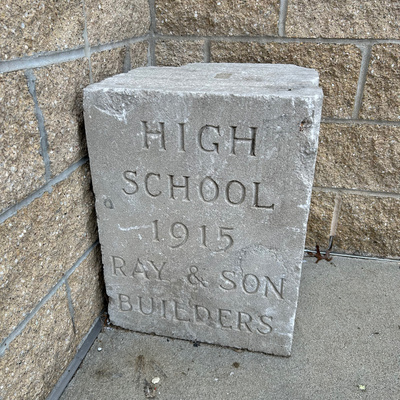 HIGH
SCHOOL
1915
RAY & SON
BUILDERS